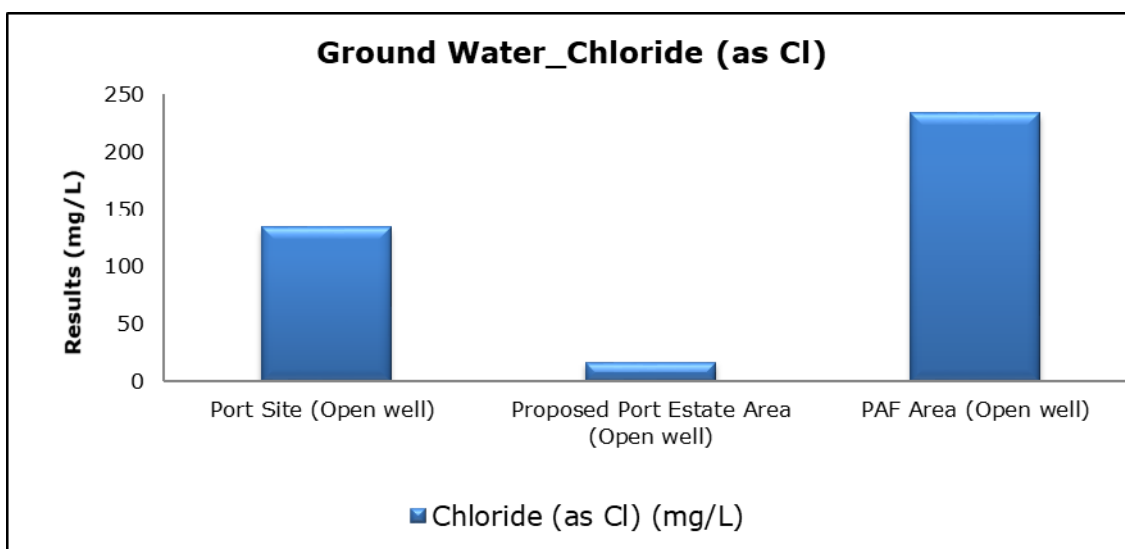 Ground Water_Chloride (as Cl)
250
200
150
100
50
0
Results (mg/L)
Port Site (Open well)
Proposed Port Estate Area
(Open well)
PAF Area (Open well)
Chloride (as Cl) (mg/L)